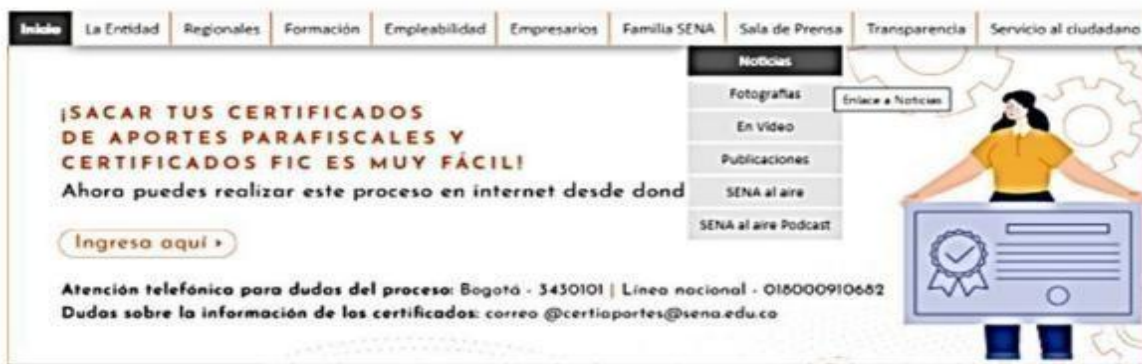 Inicio La Entidad Regionales Formación Empleabilidad Empresarios Familia SENA Sala de Prensa Transparencia Servicio al ciudadano
Noticias
Fotografías
Enlace a Noticias
En Video
Publicaciones
SENA al aire
SENA al aire Podcast
¡SACAR TUS CERTIFICADOS
DE APORTES PARAFISCALES Y
CERTIFICADOS FIC ES MUY FÁCIL!
Ahora puedes realizar este proceso en internet desde dond
Ingresa aquí ›
Atención telefónica para dudas del proceso: Bogotá - 3430101 | Línea nacional - 018000910682
Dudas sobre la información de los certificados: correo @certiaportes@sena.edu.co